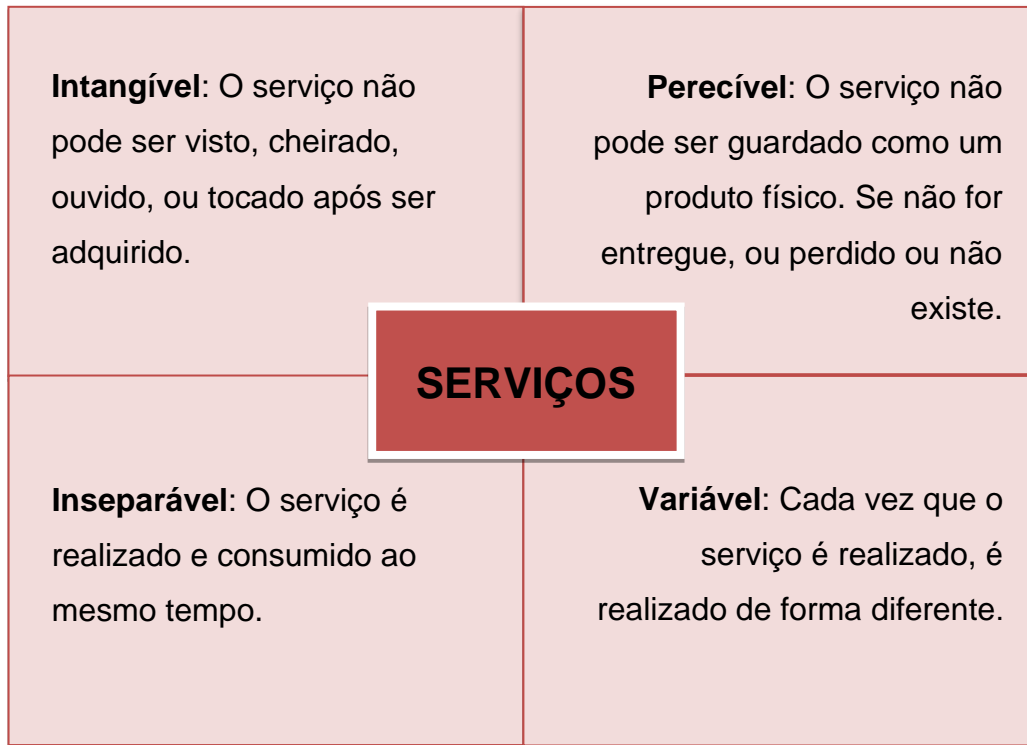 Intangível: O serviço não
pode ser visto, cheirado,
ouvido, ou tocado após ser
adquirido.
Perecível: O serviço não
pode ser guardado como um
produto físico. Se não for
entregue, ou perdido ou não
existe.
SERVIÇOS
Inseparável: O serviço é
realizado e consumido ao
mesmo tempo.
Variável: Cada vez que o
serviço é realizado, é
realizado de forma diferente.